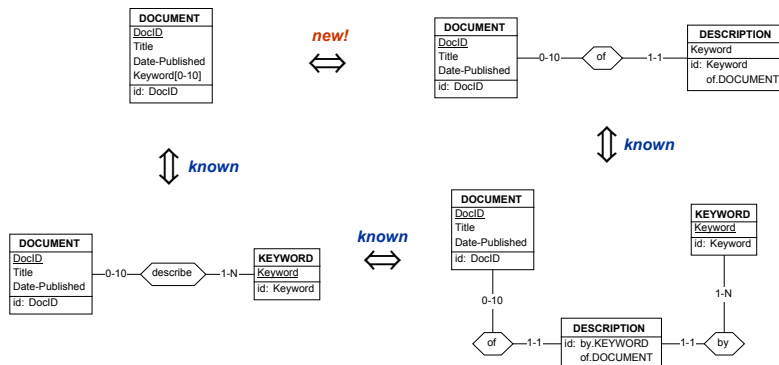 DOCUMENT
DocID
Title
Date-Published
Keyword[0-10]
id: DocID
new!
DOCUMENT
DocID
Title
Date-Published
id: DocID
0-10
of
1-1
DESCRIPTION
Keyword
id: Keyword
of.DOCUMENT
known
known
DOCUMENT
DocID
Title
Date-Published
id: DocID
0-10
describe
1-N
KEYWORD
Keyword
id: Keyword
known
DOCUMENT
DocID
Title
Date-Published
id: DocID
KEYWORD
Keyword
id: Keyword
0-10
1-N
of
1-1
DESCRIPTION
id: by.KEYWORD
of.DOCUMENT
1-1
by